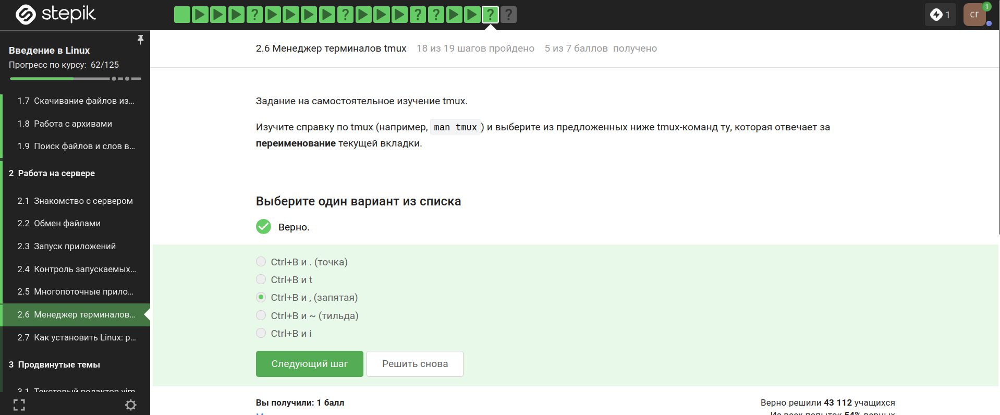 stepik
? ? ? ? ? ?
1
СГ
1
Введение в Linux
Прогресс по курсу: 62/125
1.7 Скачивание файлов из...
1.8 Работа с архивами
1.9 Поиск файлов и слов в...
2 Работа на сервере
2.1 Знакомство с сервером
2.2 Обмен файлами
2.3 Запуск приложений
2.4 Контроль запускаемых...
2.5 Многопоточные прило...
2.6 Менеджер терминалов...
2.7 Как установить Linux: р...
3 Продвинутые темы
3.1 Текстовый редактор vim
2.6 Менеджер терминалов tmux 18 из 19 шагов пройдено 5 из 7 баллов получено
Задание на самостоятельное изучение tmux.
Изучите справку по tmux (например, man tmux) и выберите из предложенных ниже tmux-команд ту, которая отвечает за
переименование текущей вкладки.
Выберите один вариант из списка
Верно.
Ctrl+B и . (точка)
Ctrl+B и t
Ctrl+B и , (запятая)
Ctrl+B и ~ (тильда)
Ctrl+B и i
Следующий шаг
Решить снова
Вы получили: 1 балл
Верно решили 43 112 учащихся
Из всех попыток 54% верных